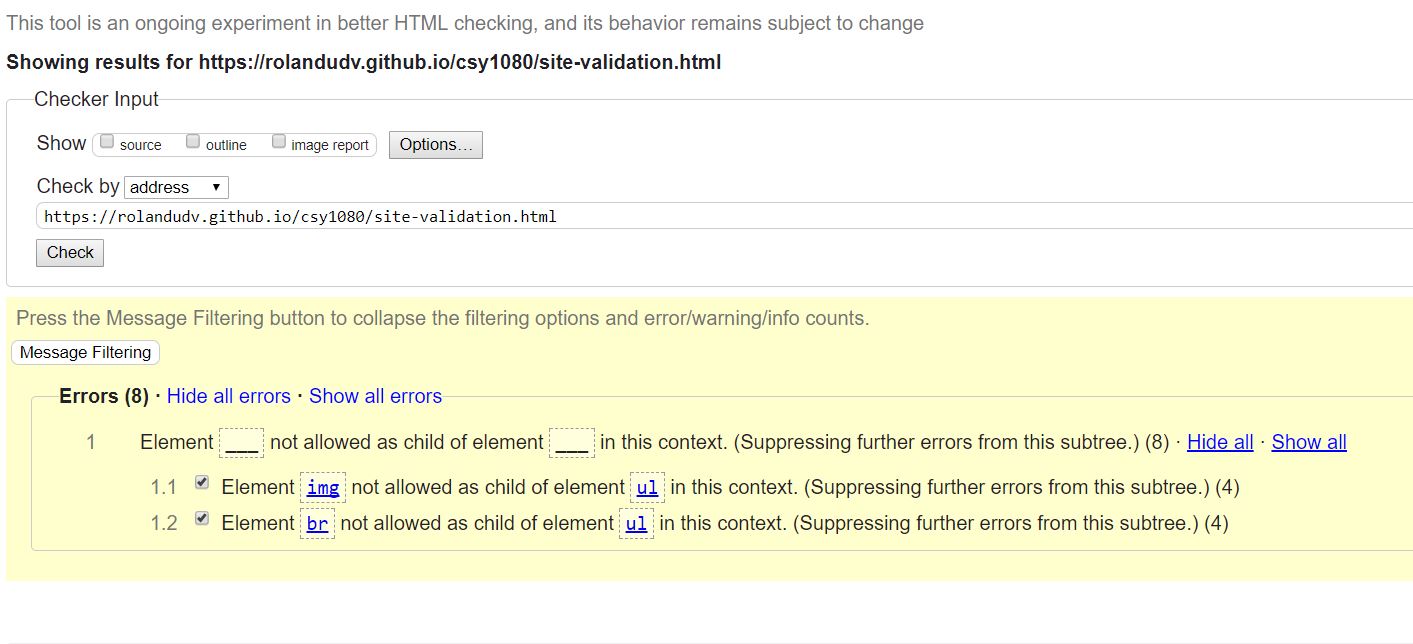 This tool is an ongoing experiment in better HTML checking, and its behavior remains subject to change
Showing results for https://rolandudv.github.io/csy1080/site-validation.html
Checker Input
Show source outline image report Options...
Check by address
https://rolandudv.github.io/csy1080/site-validation.html
Check
Press the Message Filtering button to collapse the filtering options and error/warning/info counts.
Message Filtering
Errors (8) · Hide all errors · Show all errors
1 Element ___ not allowed as child of element ___ in this context. (Suppressing further errors from this subtree.) (8) · Hide all · Show all
1.1 Element img not allowed as child of element ul in this context. (Suppressing further errors from this subtree.) (4)
1.2 Element br not allowed as child of element ul in this context. (Suppressing further errors from this subtree.) (4)